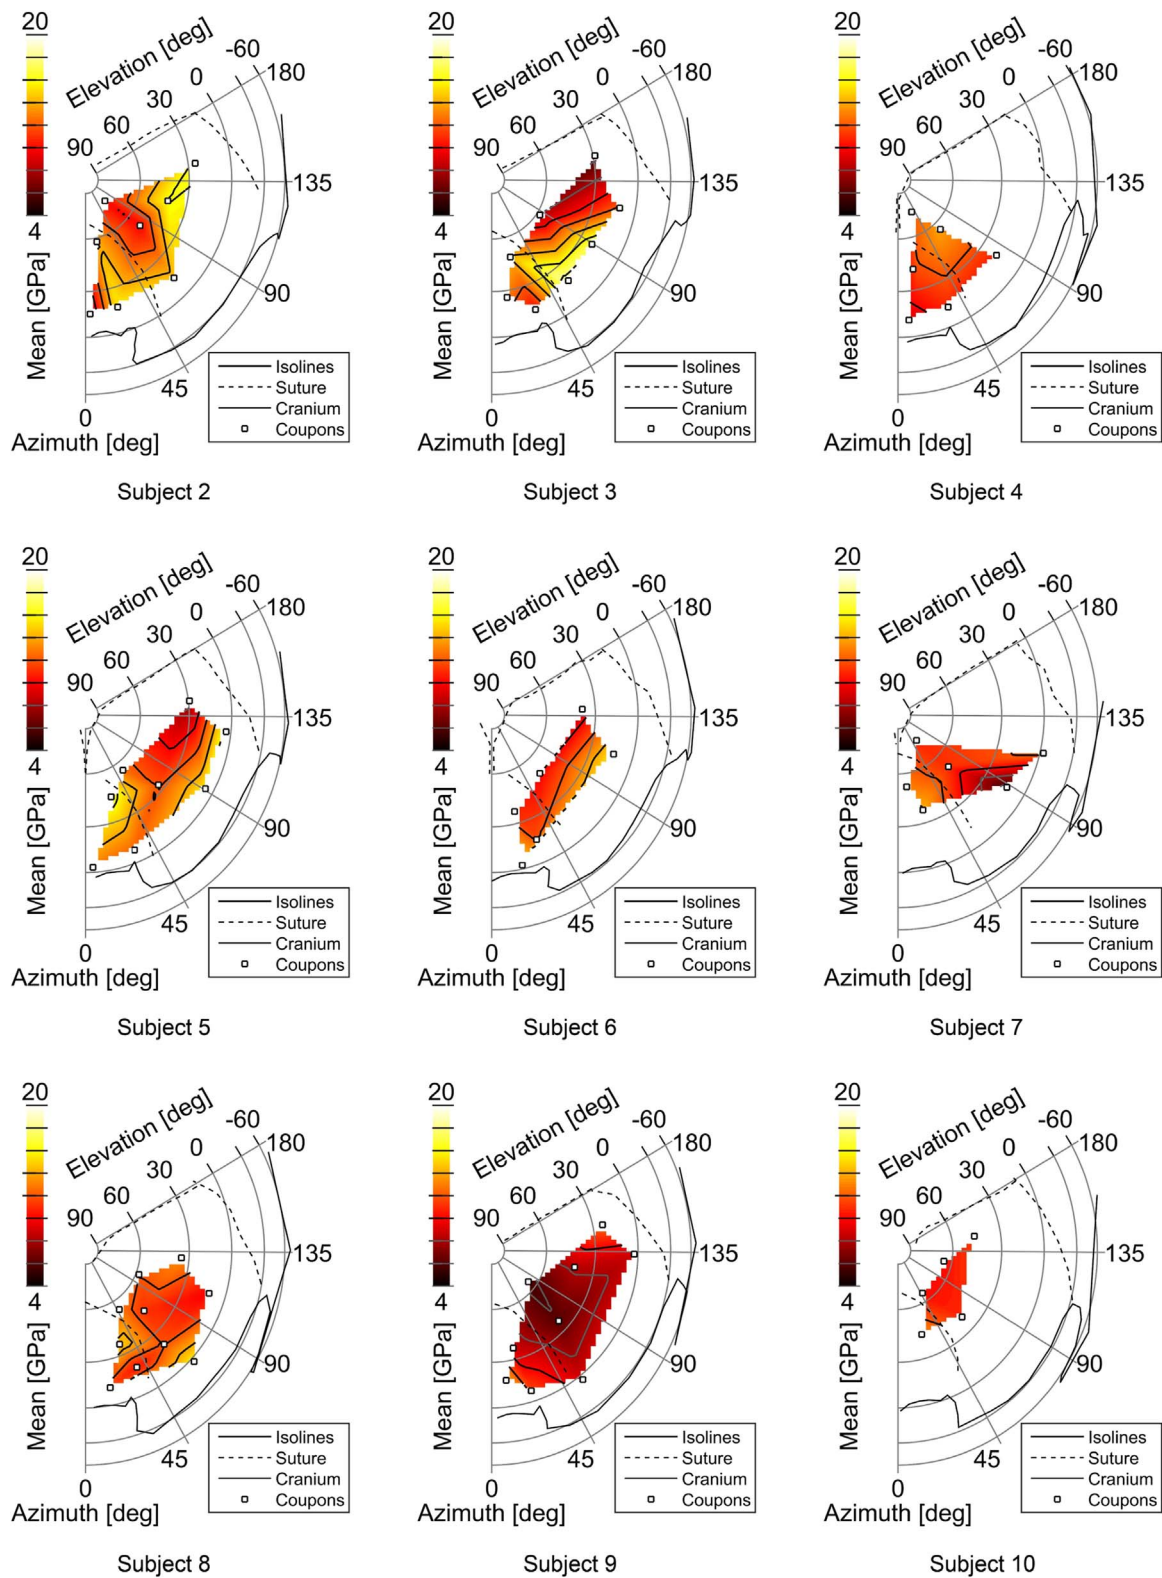 20
4
Mean [GPa]
Elevation [deg]
90
60
30
0
-60
180
135
90
45
0
Azimuth [deg]
Isolines
Suture
Cranium
Coupons
Subject 2
20
4
Mean [GPa]
Elevation [deg]
90
60
30
0
-60
180
135
90
45
0
Azimuth [deg]
Isolines
Suture
Cranium
Coupons
Subject 3
20
4
Mean [GPa]
Elevation [deg]
90
60
30
0
-60
180
135
90
45
0
Azimuth [deg]
Isolines
Suture
Cranium
Coupons
Subject 4
20
4
Mean [GPa]
Elevation [deg]
90
60
30
0
-60
180
135
90
45
0
Azimuth [deg]
Isolines
Suture
Cranium
Coupons
Subject 5
20
4
Mean [GPa]
Elevation [deg]
90
60
30
0
-60
180
135
90
45
0
Azimuth [deg]
Isolines
Suture
Cranium
Coupons
Subject 6
20
4
Mean [GPa]
Elevation [deg]
90
60
30
0
-60
180
135
90
45
0
Azimuth [deg]
Isolines
Suture
Cranium
Coupons
Subject 7
20
4
Mean [GPa]
Elevation [deg]
90
60
30
0
-60
180
135
90
45
0
Azimuth [deg]
Isolines
Suture
Cranium
Coupons
Subject 8
20
4
Mean [GPa]
Elevation [deg]
90
60
30
0
-60
180
135
90
45
0
Azimuth [deg]
Isolines
Suture
Cranium
Coupons
Subject 9
20
4
Mean [GPa]
Elevation [deg]
90
60
30
0
-60
180
135
90
45
0
Azimuth [deg]
Isolines
Suture
Cranium
Coupons
Subject 10